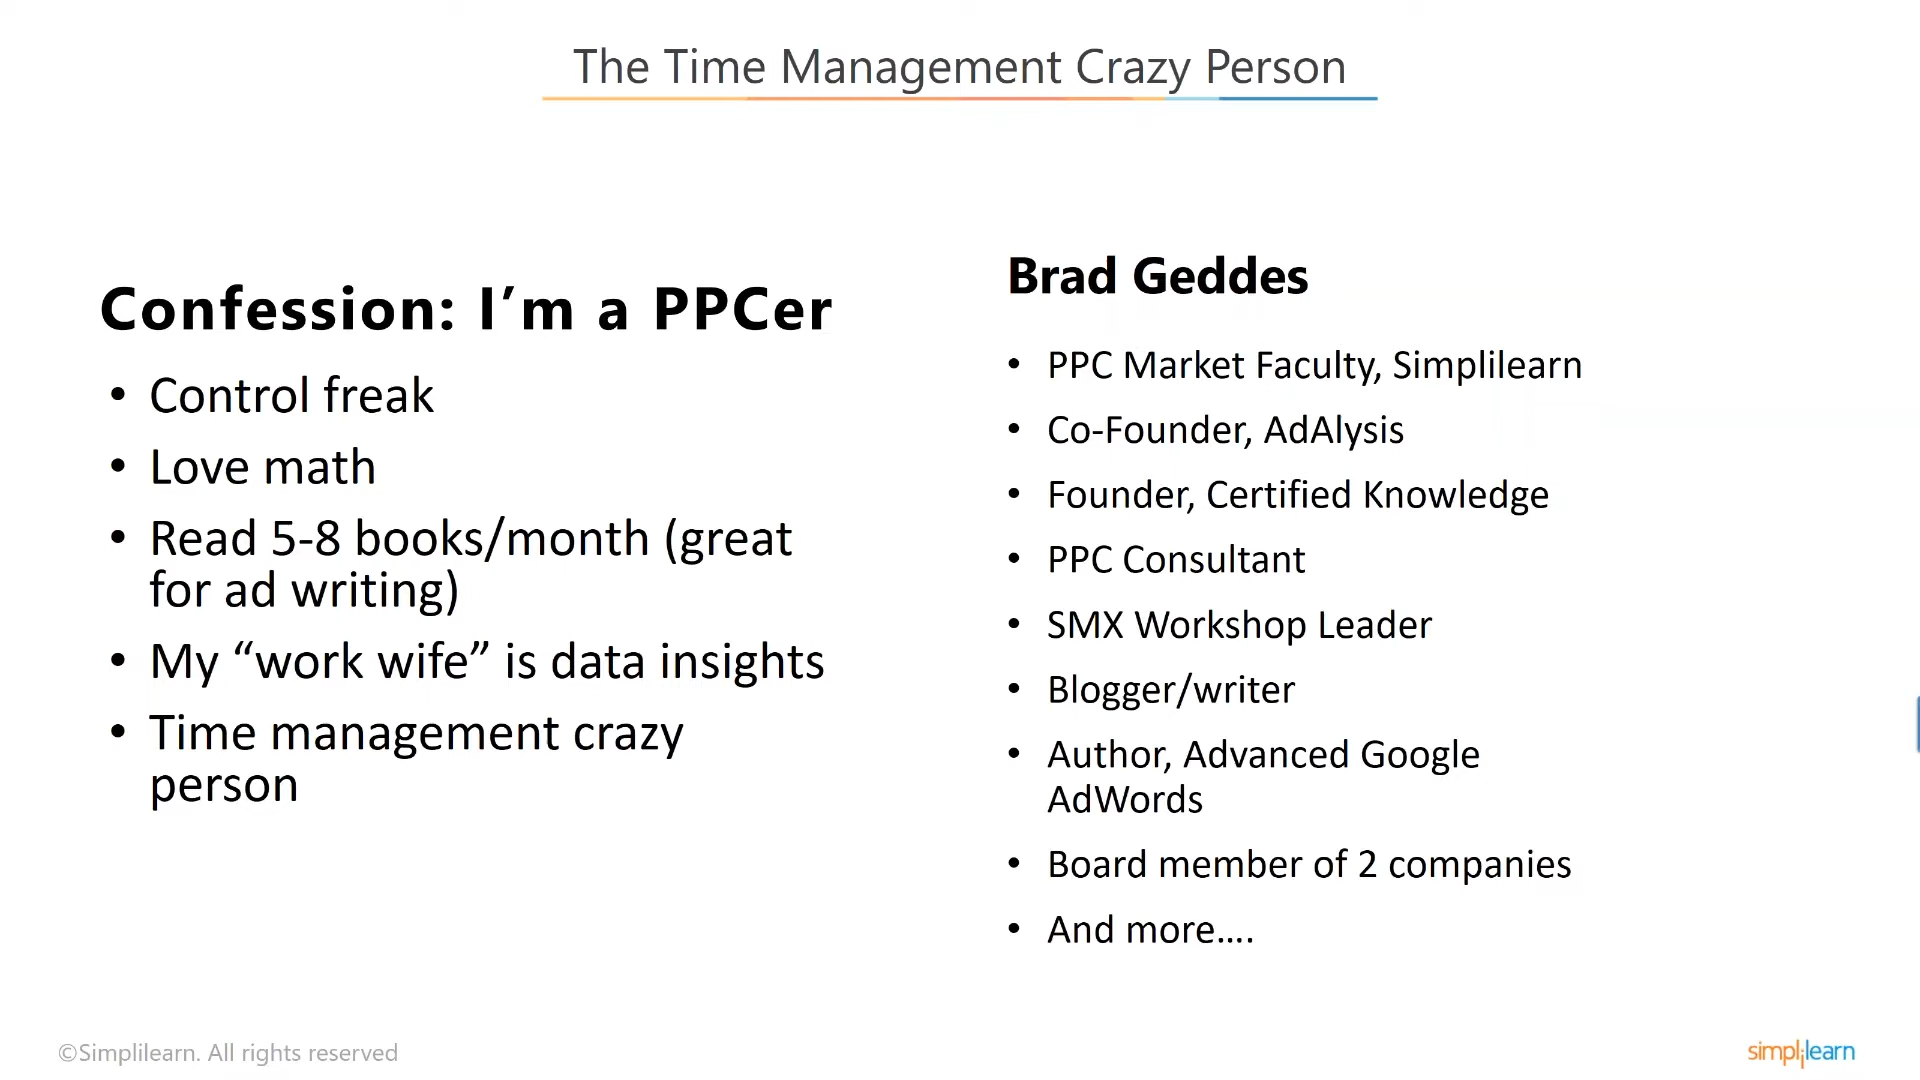 The Time Management Crazy Person
Confession: I’m a PPCer
• Control freak
• Love math
• Read 5-8 books/month (great
for ad writing)
• My “work wife” is data insights
• Time management crazy
person
Brad Geddes
• PPC Market Faculty, Simplilearn
• Co-Founder, AdAlysis
• Founder, Certified Knowledge
• PPC Consultant
• SMX Workshop Leader
• Blogger/writer
• Author, Advanced Google
AdWords
• Board member of 2 companies
• And more….
©Simplilearn. All rights reserved
simplilearn